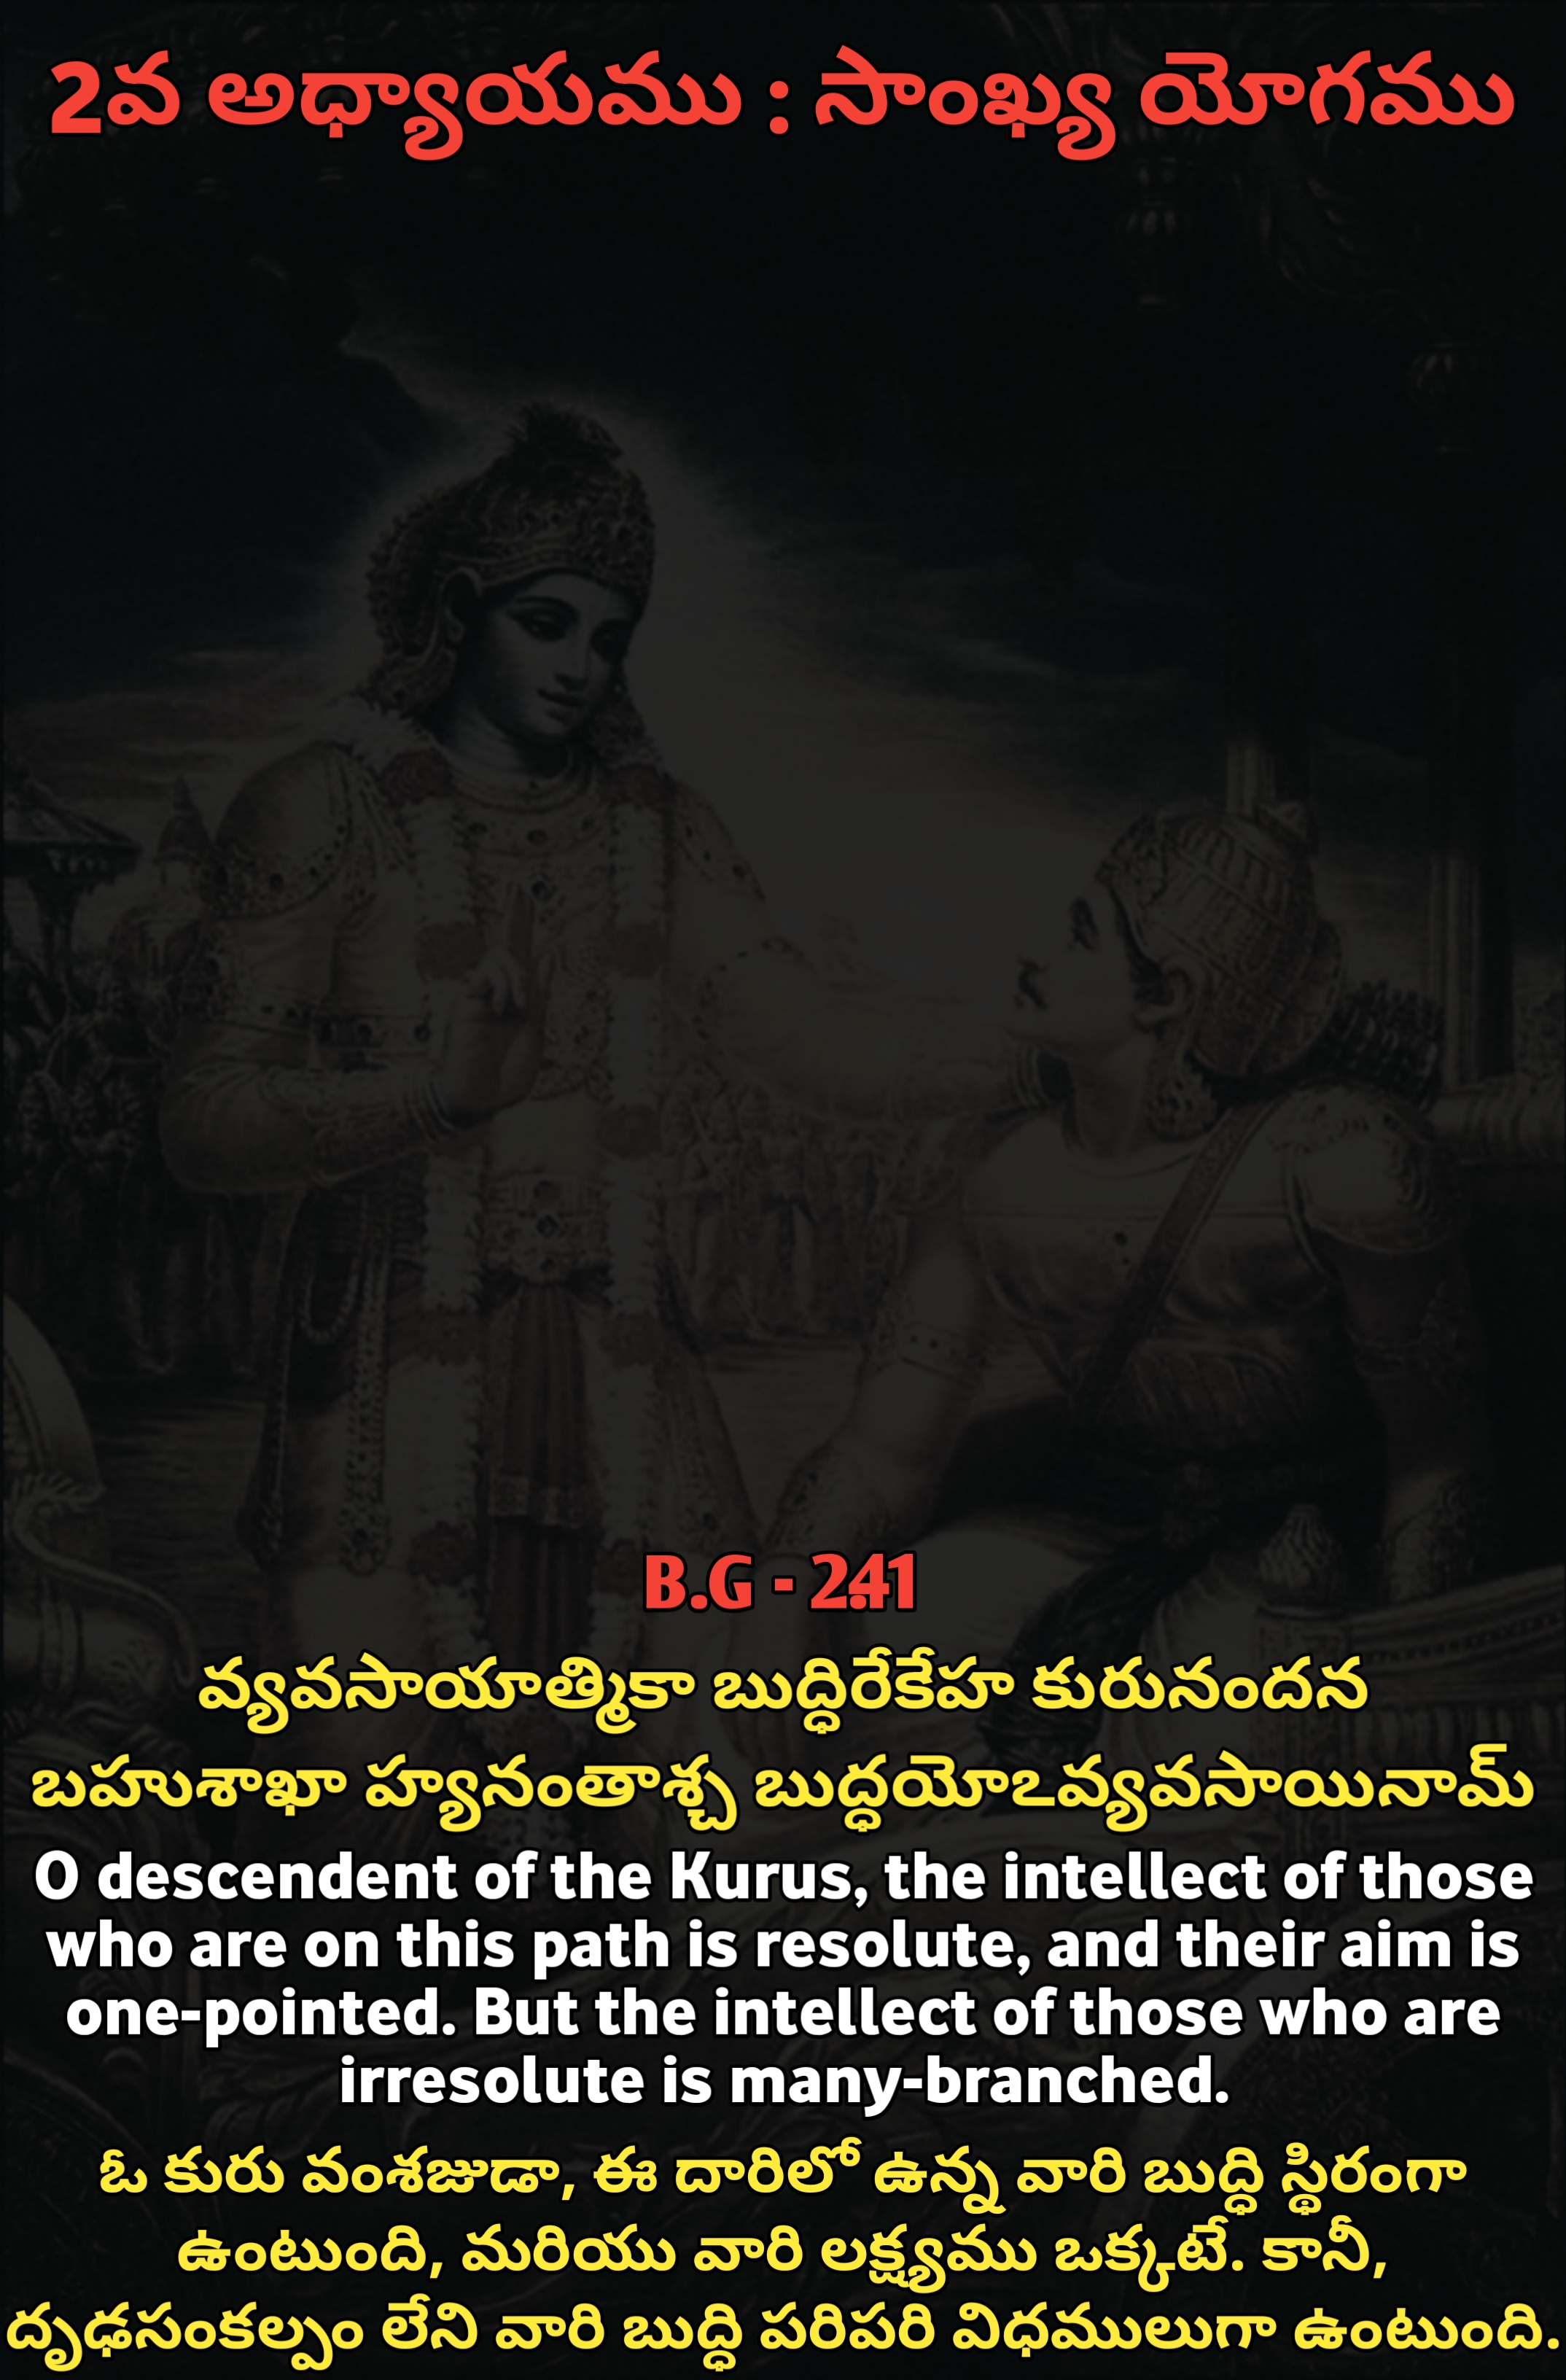 2వ అధ్యాయము : సాంఖ్య యోగము
B.G - 2.41
వ్యవసాయాత్మికా బుద్ధిరేకేహ కురునందన
బహుశాఖా హ్యనంతాశ్చ బుద్ధయోఽవ్యవసాయినామ్
O descendent of the Kurus, the intellect of those
who are on this path is resolute, and their aim is
one-pointed. But the intellect of those who are
irresolute is many-branched.
ఓ కురు వంశజుడా, ఈ దారిలో ఉన్న వారి బుద్ధి స్థిరంగా
ఉంటుంది, మరియు వారి లక్ష్యము ఒక్కటే. కానీ,
దృఢసంకల్పం లేని వారి బుద్ధి పరిపరి విధములుగా ఉంటుంది.